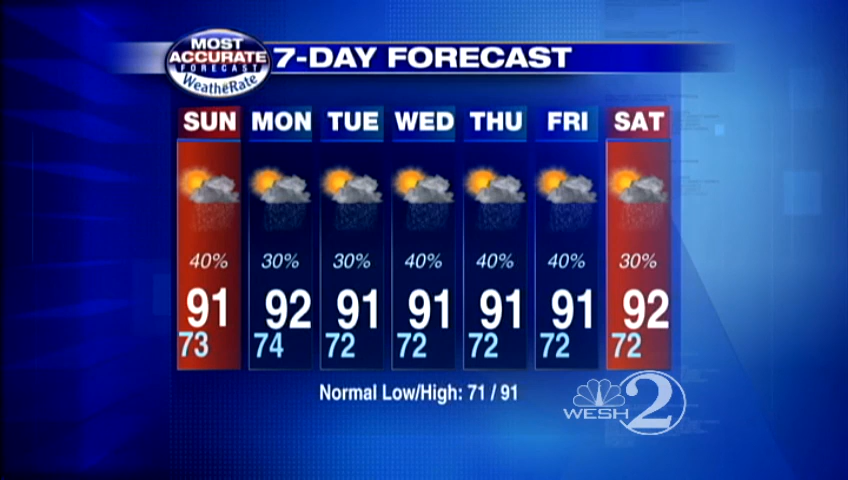 MOST
ACCURATE
FORECAST
WeatheRate
7-DAY FORECAST
SUN MON TUE WED THU FRI SAT
40% 30% 30% 40% 40% 40% 30%
91 92 91 91 91 91 92
73 74 72 72 72 72 72
Normal Low/High: 71 / 91
WESH 2